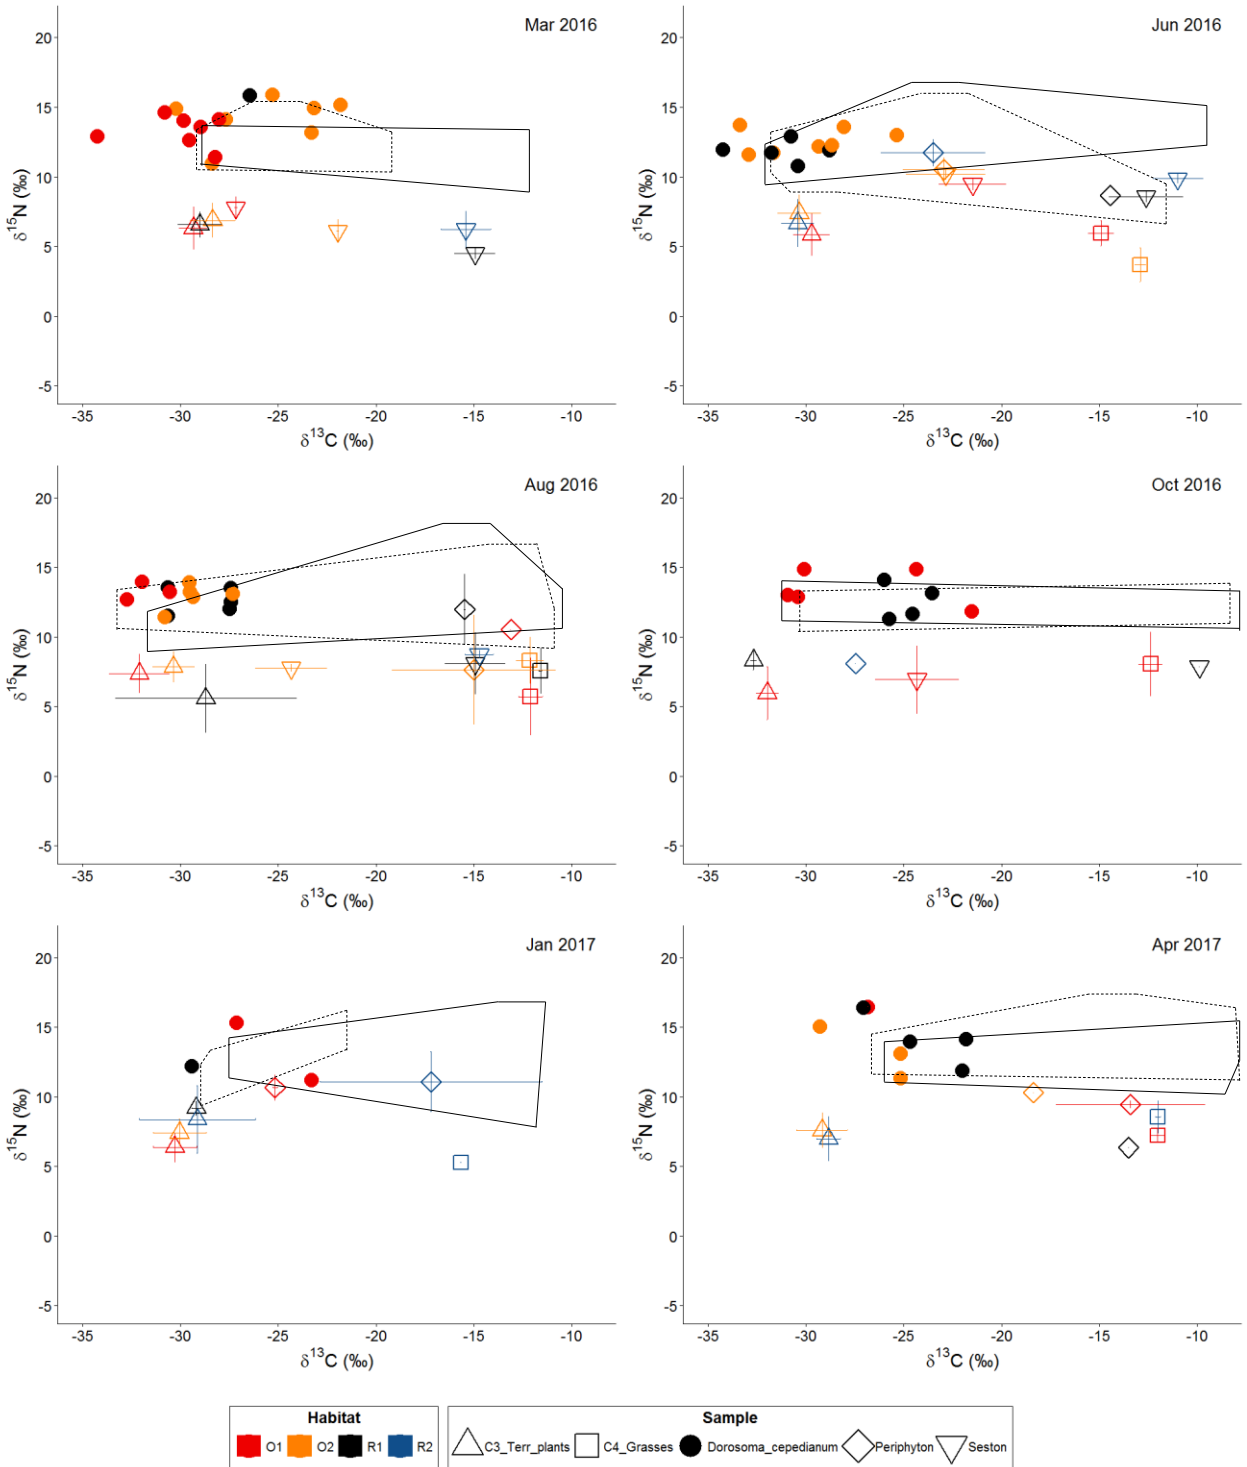 Mar 2016
20
15
10
5
0
-5
δ15N (‰)
-35 -30 -25 -20 -15 -10
δ13C (‰)
Jun 2016
20
15
10
5
0
-5
δ15N (‰)
-35 -30 -25 -20 -15 -10
δ13C (‰)
Aug 2016
20
15
10
5
0
-5
δ15N (‰)
-35 -30 -25 -20 -15 -10
δ13C (‰)
Oct 2016
20
15
10
5
0
-5
δ15N (‰)
-35 -30 -25 -20 -15 -10
δ13C (‰)
Jan 2017
20
15
10
5
0
-5
δ15N (‰)
-35 -30 -25 -20 -15 -10
δ13C (‰)
Apr 2017
20
15
10
5
0
-5
δ15N (‰)
-35 -30 -25 -20 -15 -10
δ13C (‰)
Habitat
O1 O2 R1 R2
Sample
C3_Terr_plants C4_Grasses Dorosoma_cepedianum Periphyton Seston